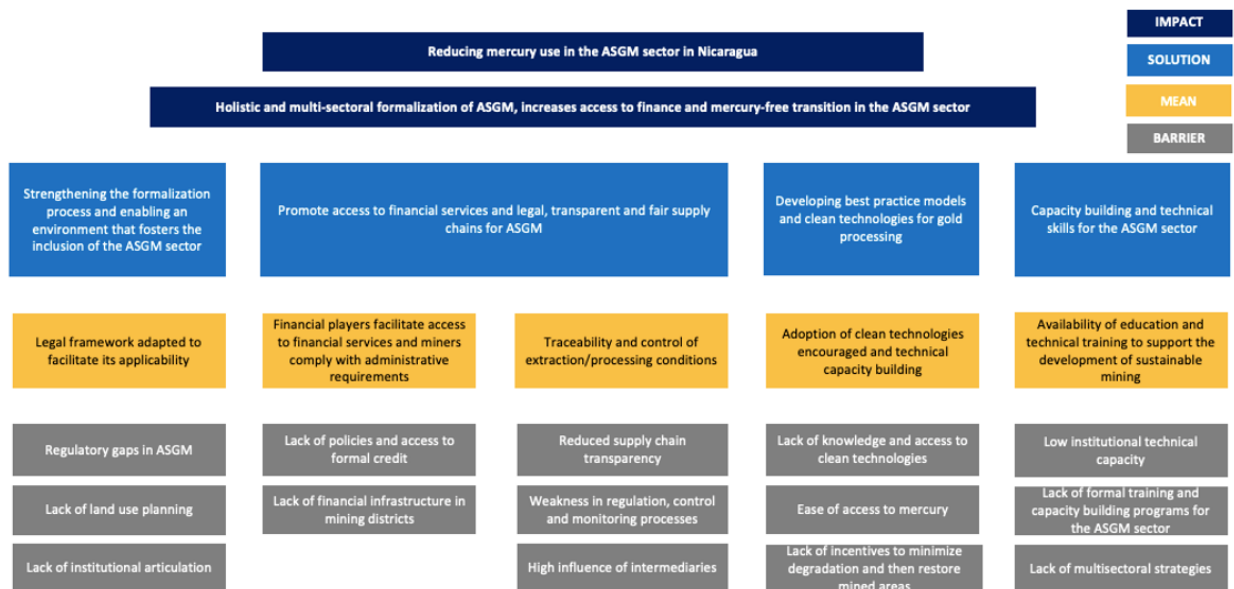 IMPACT
Reducing mercury use in the ASGM sector in Nicaragua
SOLUTION
Holistic and multi-sectoral formalization of ASGM, increases access to finance and mercury-free transition in the ASGM sector
MEAN
BARRIER
Strengthening the formalization
process and enabling an
environment that fosters the
inclusion of the ASGM sector
Promote access to financial services and legal, transparent and fair supply
chains for ASGM
Developing best practice models
and clean technologies for gold
processing
Capacity building and technical
skills for the ASGM sector
Legal framework adapted to
facilitate its applicability
Financial players facilitate access
to financial services and miners
comply with administrative
requirements
Traceability and control of
extraction/processing conditions
Adoption of clean technologies
encouraged and technical
capacity building
Availability of education and
technical training to support the
development of sustainable
mining
Regulatory gaps in ASGM
Lack of policies and access to
formal credit
Reduced supply chain
transparency
Lack of knowledge and access to
clean technologies
Low institutional technical
capacity
Lack of land use planning
Lack of financial infrastructure in
mining districts
Weakness in regulation, control
and monitoring processes
Ease of access to mercury
Lack of formal training and
capacity building programs for
the ASGM sector
Lack of institutional articulation
High influence of intermediaries
Lack of incentives to minimize
degradation and then restore
mined areas
Lack of multisectoral strategies